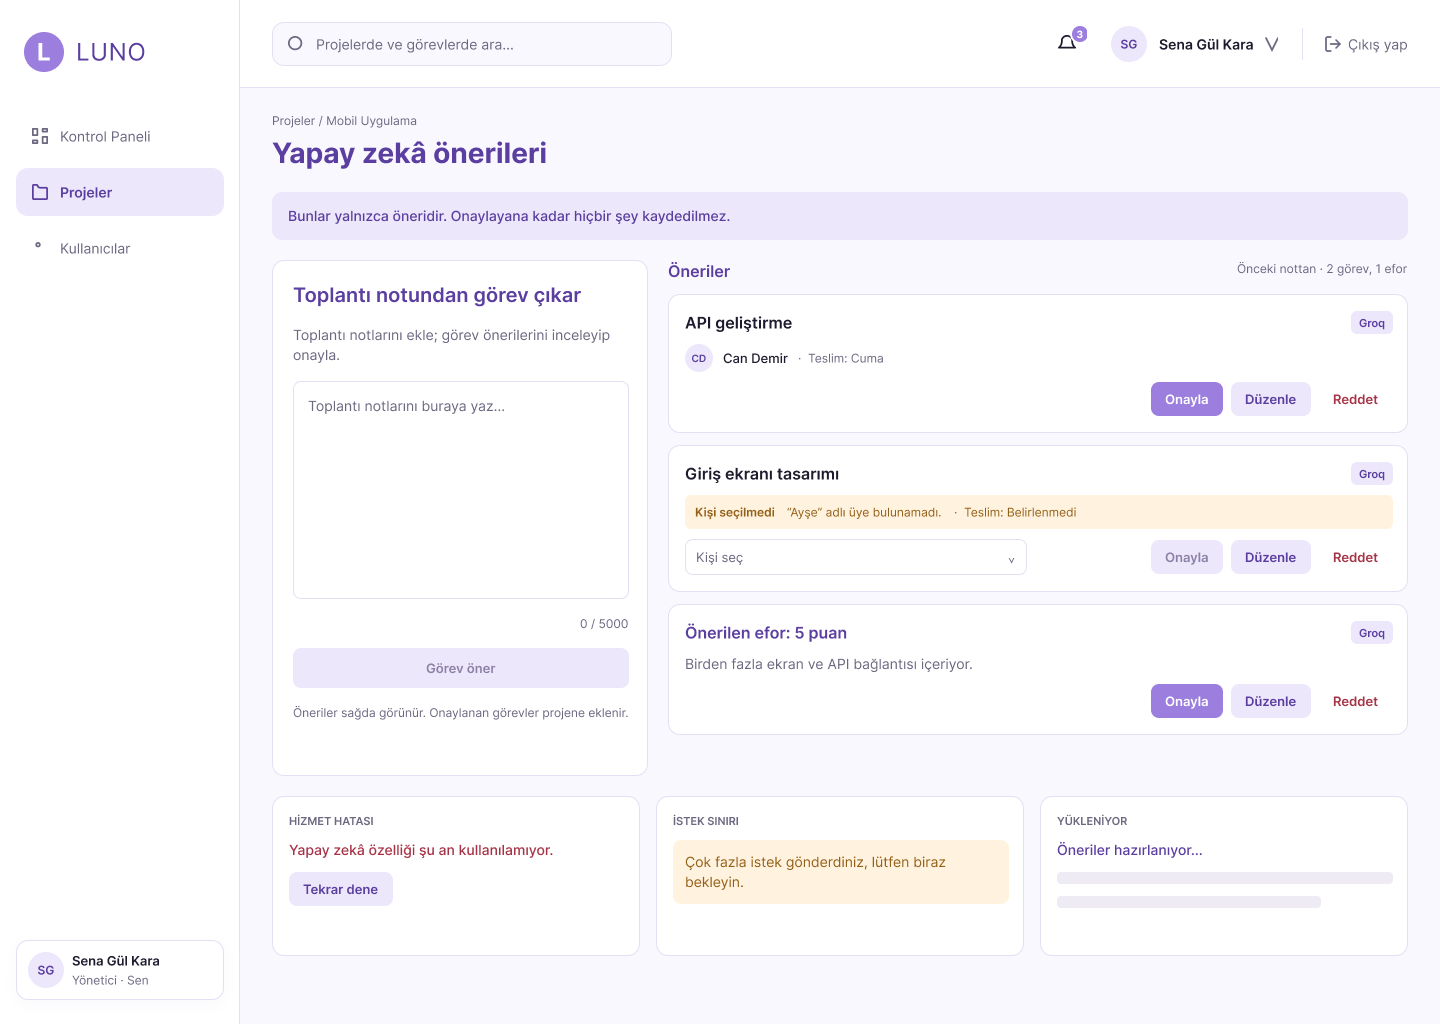 L LUNO
Kontrol Paneli
Projeler
Kullanıcılar
SG
Sena Gül Kara
Yönetici · Sen
Projelerde ve görevlerde ara...
3
SG
Sena Gül Kara
Çıkış yap
Projeler / Mobil Uygulama
Yapay zekâ önerileri
Bunlar yalnızca öneridir. Onaylayana kadar hiçbir şey kaydedilmez.
Toplantı notundan görev çıkar
Toplantı notlarını ekle; görev önerilerini inceleyip
onayla.
Toplantı notlarını buraya yaz...
0 / 5000
Görev öner
Öneriler sağda görünür. Onaylanan görevler projene eklenir.
Öneriler
Önceki nottan · 2 görev, 1 efor
API geliştirme
Groq
CD
Can Demir · Teslim: Cuma
Onayla
Düzenle
Reddet
Giriş ekranı tasarımı
Groq
Kişi seçilmedi “Ayşe” adlı üye bulunamadı. · Teslim: Belirlenmedi
Kişi seç
Onayla
Düzenle
Reddet
Önerilen efor: 5 puan
Groq
Birden fazla ekran ve API bağlantısı içeriyor.
Onayla
Düzenle
Reddet
HİZMET HATASI
Yapay zekâ özelliği şu an kullanılamıyor.
Tekrar dene
İSTEK SINIRI
Çok fazla istek gönderdiniz, lütfen biraz
bekleyin.
YÜKLENİYOR
Öneriler hazırlanıyor...